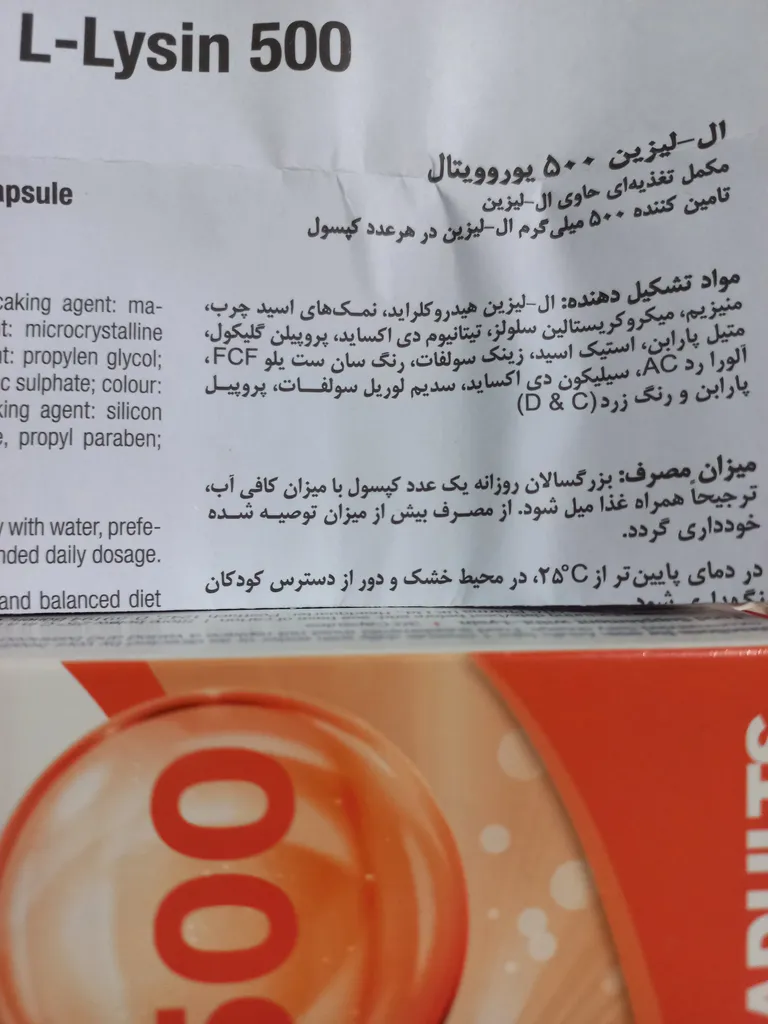 L-Lysin 500
ال-لیزین ۵۰۰ یوروویتال
مکمل تغذیه‌ای حاوی ال-لیزین
تامین کننده ۵۰۰ میلی‌گرم ال-لیزین در هرعدد کپسول
apsule
مواد تشکیل دهنده: ال-لیزین هیدروکلراید، نمک‌های اسید چرب،
منیزیم، میکروکریستالین سلولز، تیتانیوم دی اکساید، پروپیلن گلیکول،
متیل پارابن، استیک اسید، زینک سولفات، رنگ سان ست یلو FCF،
آلورا رد AC، سیلیکون دی اکساید، سدیم لوریل سولفات، پروپیل
پارابن و رنگ زرد (D & C)
caking agent: ma-
t: microcrystalline
t: propylen glycol;
c sulphate; colour:
king agent: silicon
e, propyl paraben;
میزان مصرف: بزرگسالان روزانه یک عدد کپسول با میزان کافی آب،
ترجیحاً همراه غذا میل شود. از مصرف بیش از میزان توصیه شده
خودداری گردد.
y with water, prefe-
nded daily dosage.
در دمای پایین‌تر از ۲۵°C، در محیط خشک و دور از دسترس کودکان
نگهداری شود.
and balanced diet
500
ADULTS